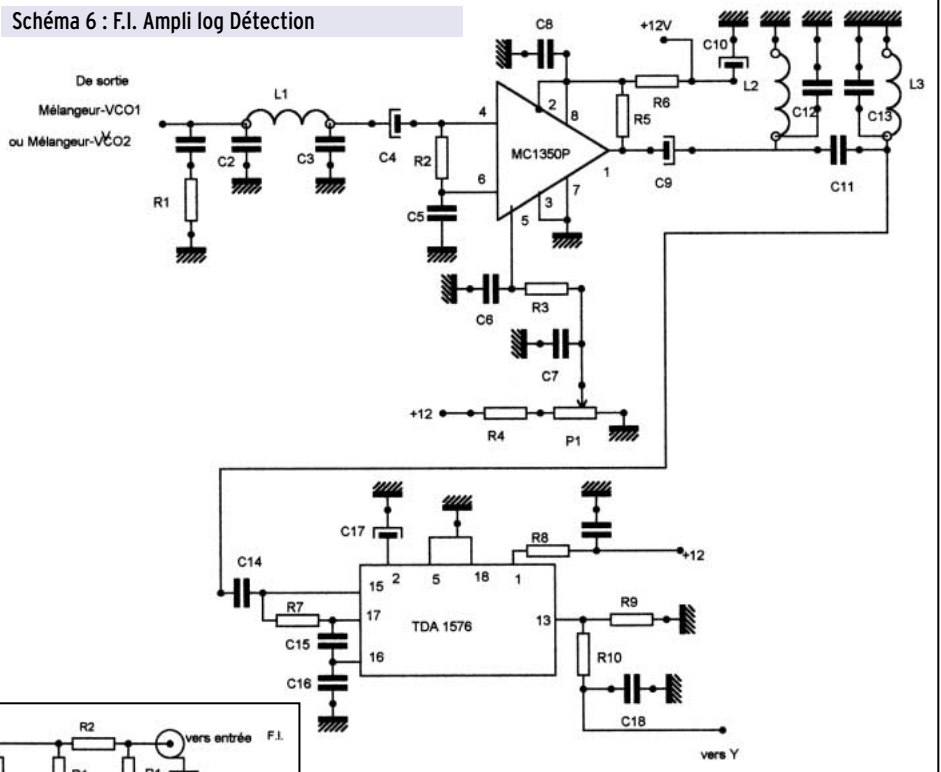 Schéma 6 : F.I. Ampli log Détection
De sortie
Mélangeur-VCO1
ou Mélangeur-VCO2
V
L1
C2
C3
R1
C4
R2
C5
4
6
C8
2
8
MC1350P
1
5
3
7
R5
R6
+12V
C10
C9
L2
C12
C13
L3
C11
C6
R3
C7
+12
R4
P1
C14
R7
C15
C16
C17
15
2
5
18
1
17
16
TDA 1576
13
R8
+12
R9
R10
C18
vers Y
R2
vers entrée
F.I.
R1
R1